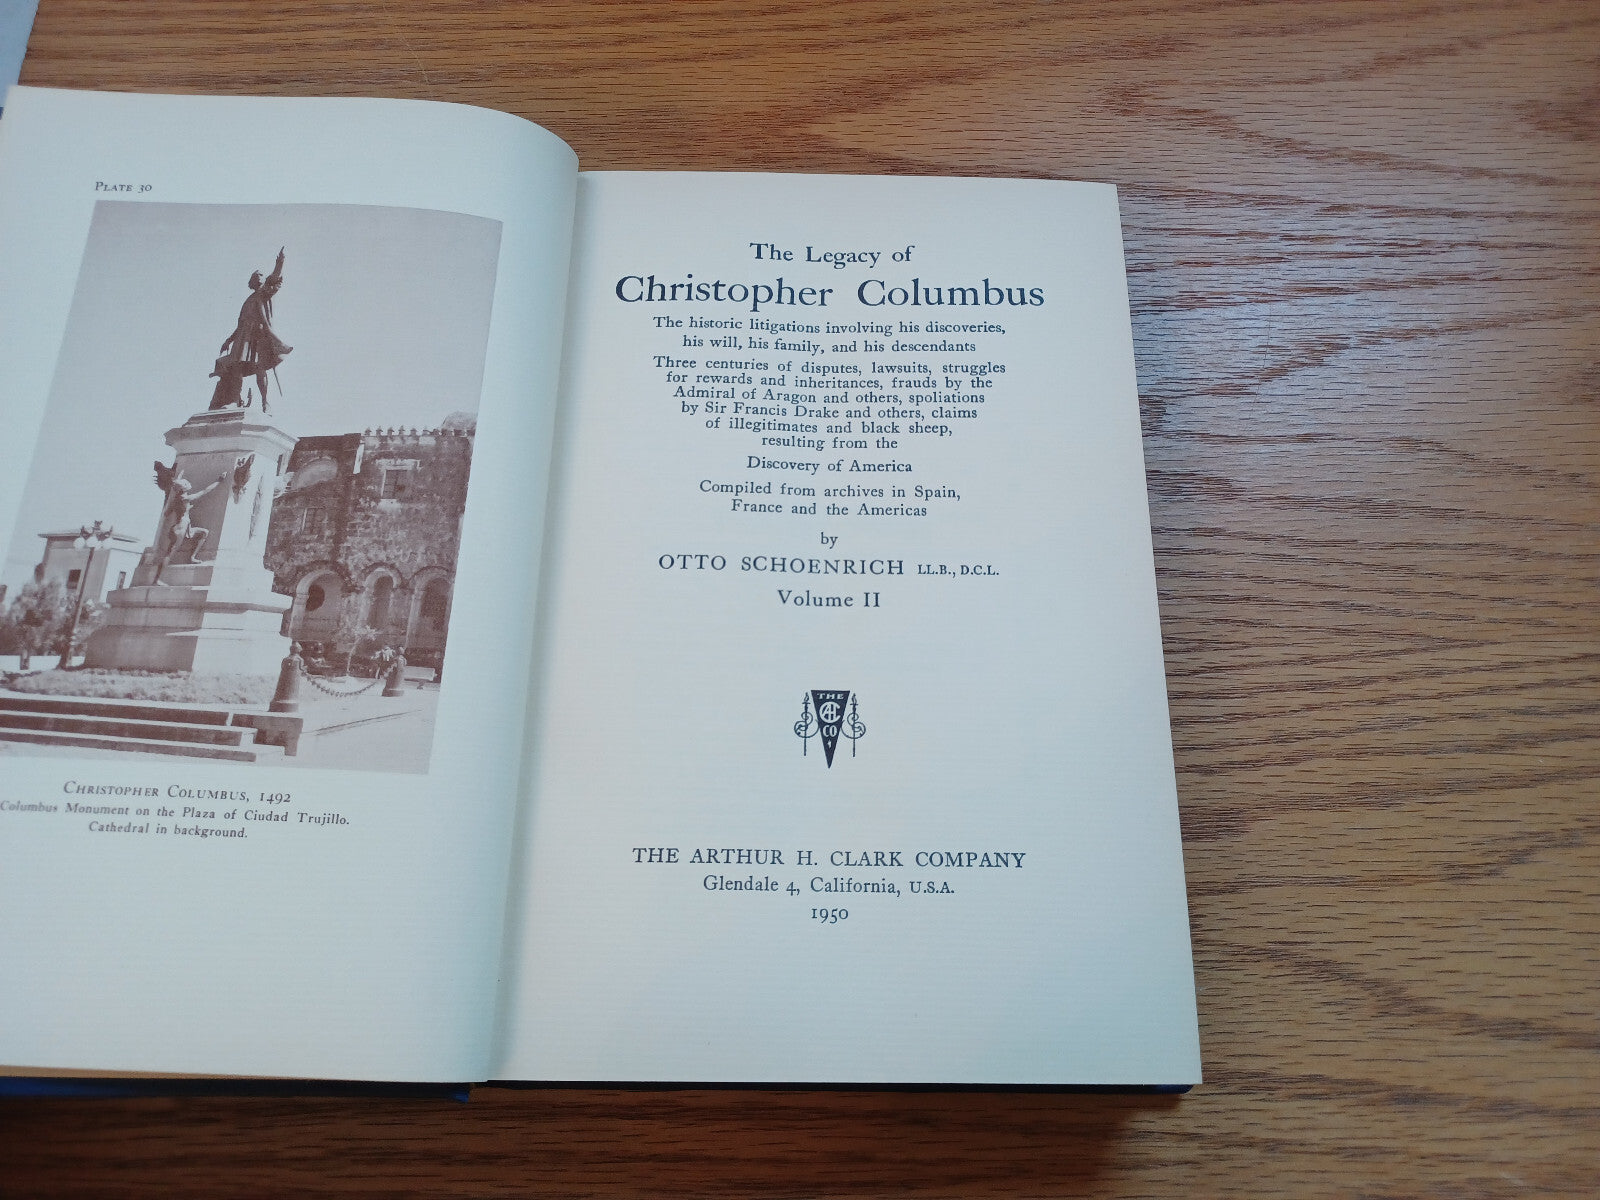 PLATE 30
CHRISTOPHER COLUMBUS, 1492
Columbus Monument on the Plaza of Ciudad Trujillo.
Cathedral in background.
The Legacy of
Christopher Columbus
The historic litigations involving his discoveries,
his will, his family, and his descendants
Three centuries of disputes, lawsuits, struggles
for rewards and inheritances, frauds by the
Admiral of Aragon and others, spoliations
by Sir Francis Drake and others, claims
of illegitimates and black sheep,
resulting from the
Discovery of America
Compiled from archives in Spain,
France and the Americas
by
OTTO SCHOENRICH LL.B., D.C.L.
Volume II
THE
AHC
CO
THE ARTHUR H. CLARK COMPANY
Glendale 4, California, U.S.A.
1950